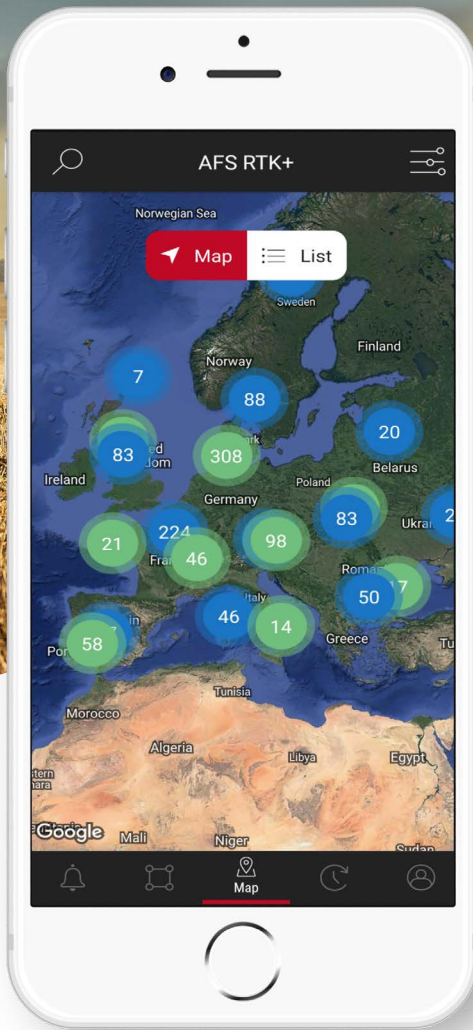 AFS RTK+
Norwegian Sea
Map
List
Sweden
Finland
Norway
7
88
20
308
83
Ireland
Belarus
Poland
Germany
224
83
21
98
46
50
46
14
58
Greece
Tunisia
Morocco
Algeria
Libya
Egypt
Google
Mali
Niger
Sudan
Map